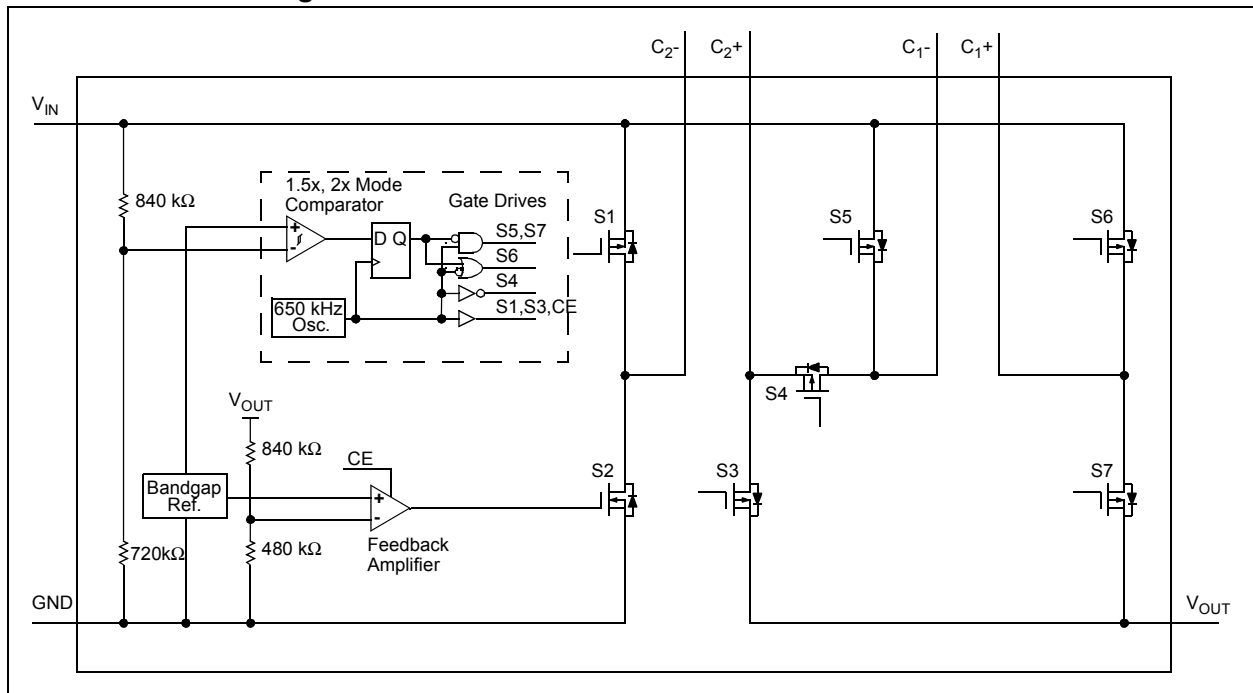 g
C2- C2+ C1- C1+
VIN
1.5x, 2x Mode
Comparator
Gate Drives
840 kΩ
S5,S7
S1
S5
S6
+
-
D Q
S6
S4
S1,S3,CE
650 kHz
Osc.
S4
VOUT
840 kΩ
CE
S2
S3
S7
Bandgap
Ref.
+
-
720kΩ
480 kΩ
Feedback
Amplifier
GND
VOUT